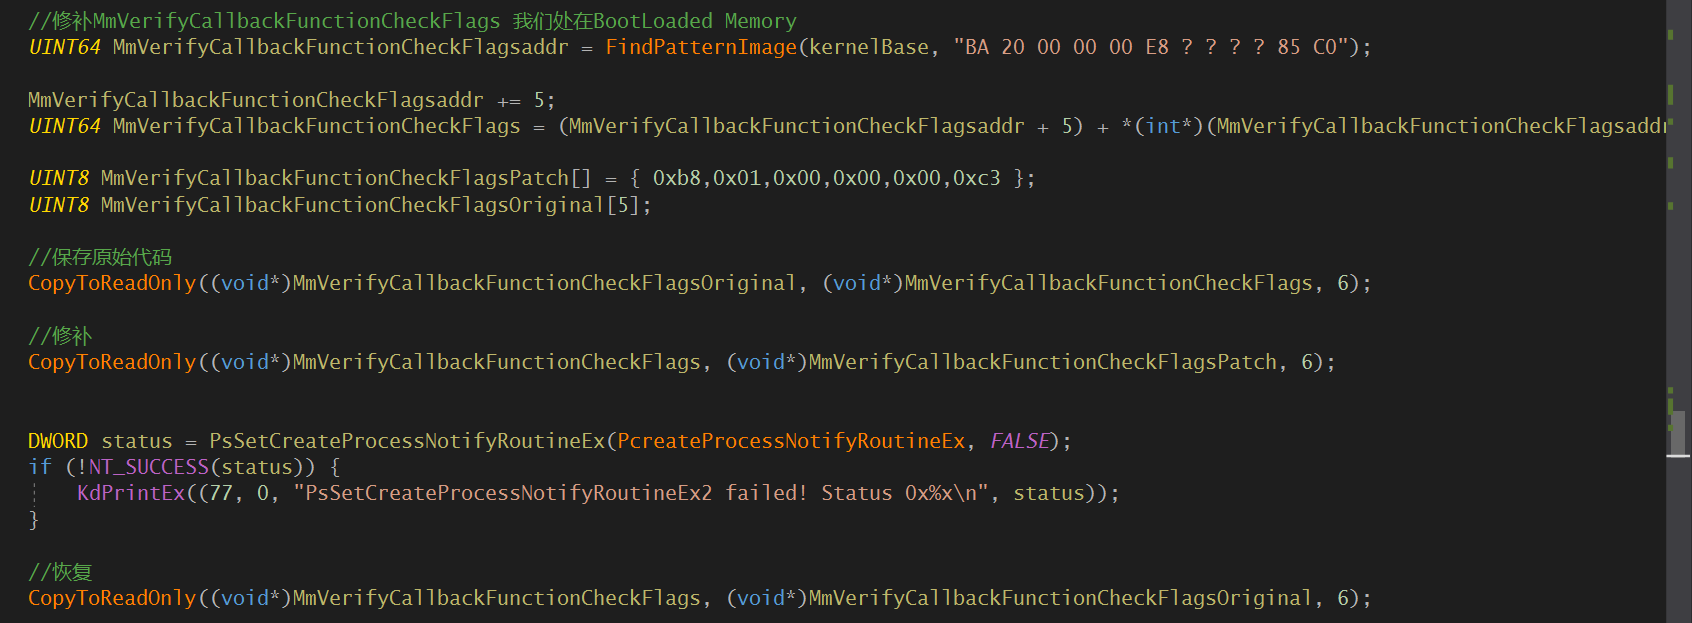 //修补MmVerifyCallbackFunctionCheckFlags 我们处在BootLoaded Memory
UINT64 MmVerifyCallbackFunctionCheckFlagsaddr = FindPatternImage(kernelBase, "BA 20 00 00 00 E8 ? ? ? ? 85 C0");
MmVerifyCallbackFunctionCheckFlagsaddr += 5;
UINT64 MmVerifyCallbackFunctionCheckFlags = (MmVerifyCallbackFunctionCheckFlagsaddr + 5) + *(int*)(MmVerifyCallbackFunctionCheckFlagsaddr
UINT8 MmVerifyCallbackFunctionCheckFlagsPatch[] = { 0xb8,0x01,0x00,0x00,0x00,0xc3 };
UINT8 MmVerifyCallbackFunctionCheckFlagsOriginal[5];
//保存原始代码
CopyToReadOnly((void*)MmVerifyCallbackFunctionCheckFlagsOriginal, (void*)MmVerifyCallbackFunctionCheckFlags, 6);
//修补
CopyToReadOnly((void*)MmVerifyCallbackFunctionCheckFlags, (void*)MmVerifyCallbackFunctionCheckFlagsPatch, 6);
DWORD status = PsSetCreateProcessNotifyRoutineEx(PcreateProcessNotifyRoutineEx, FALSE);
if (!NT_SUCCESS(status)) {
KdPrintEx((77, 0, "PsSetCreateProcessNotifyRoutineEx2 failed! Status 0x%x\n", status));
}
//恢复
CopyToReadOnly((void*)MmVerifyCallbackFunctionCheckFlags, (void*)MmVerifyCallbackFunctionCheckFlagsOriginal, 6);